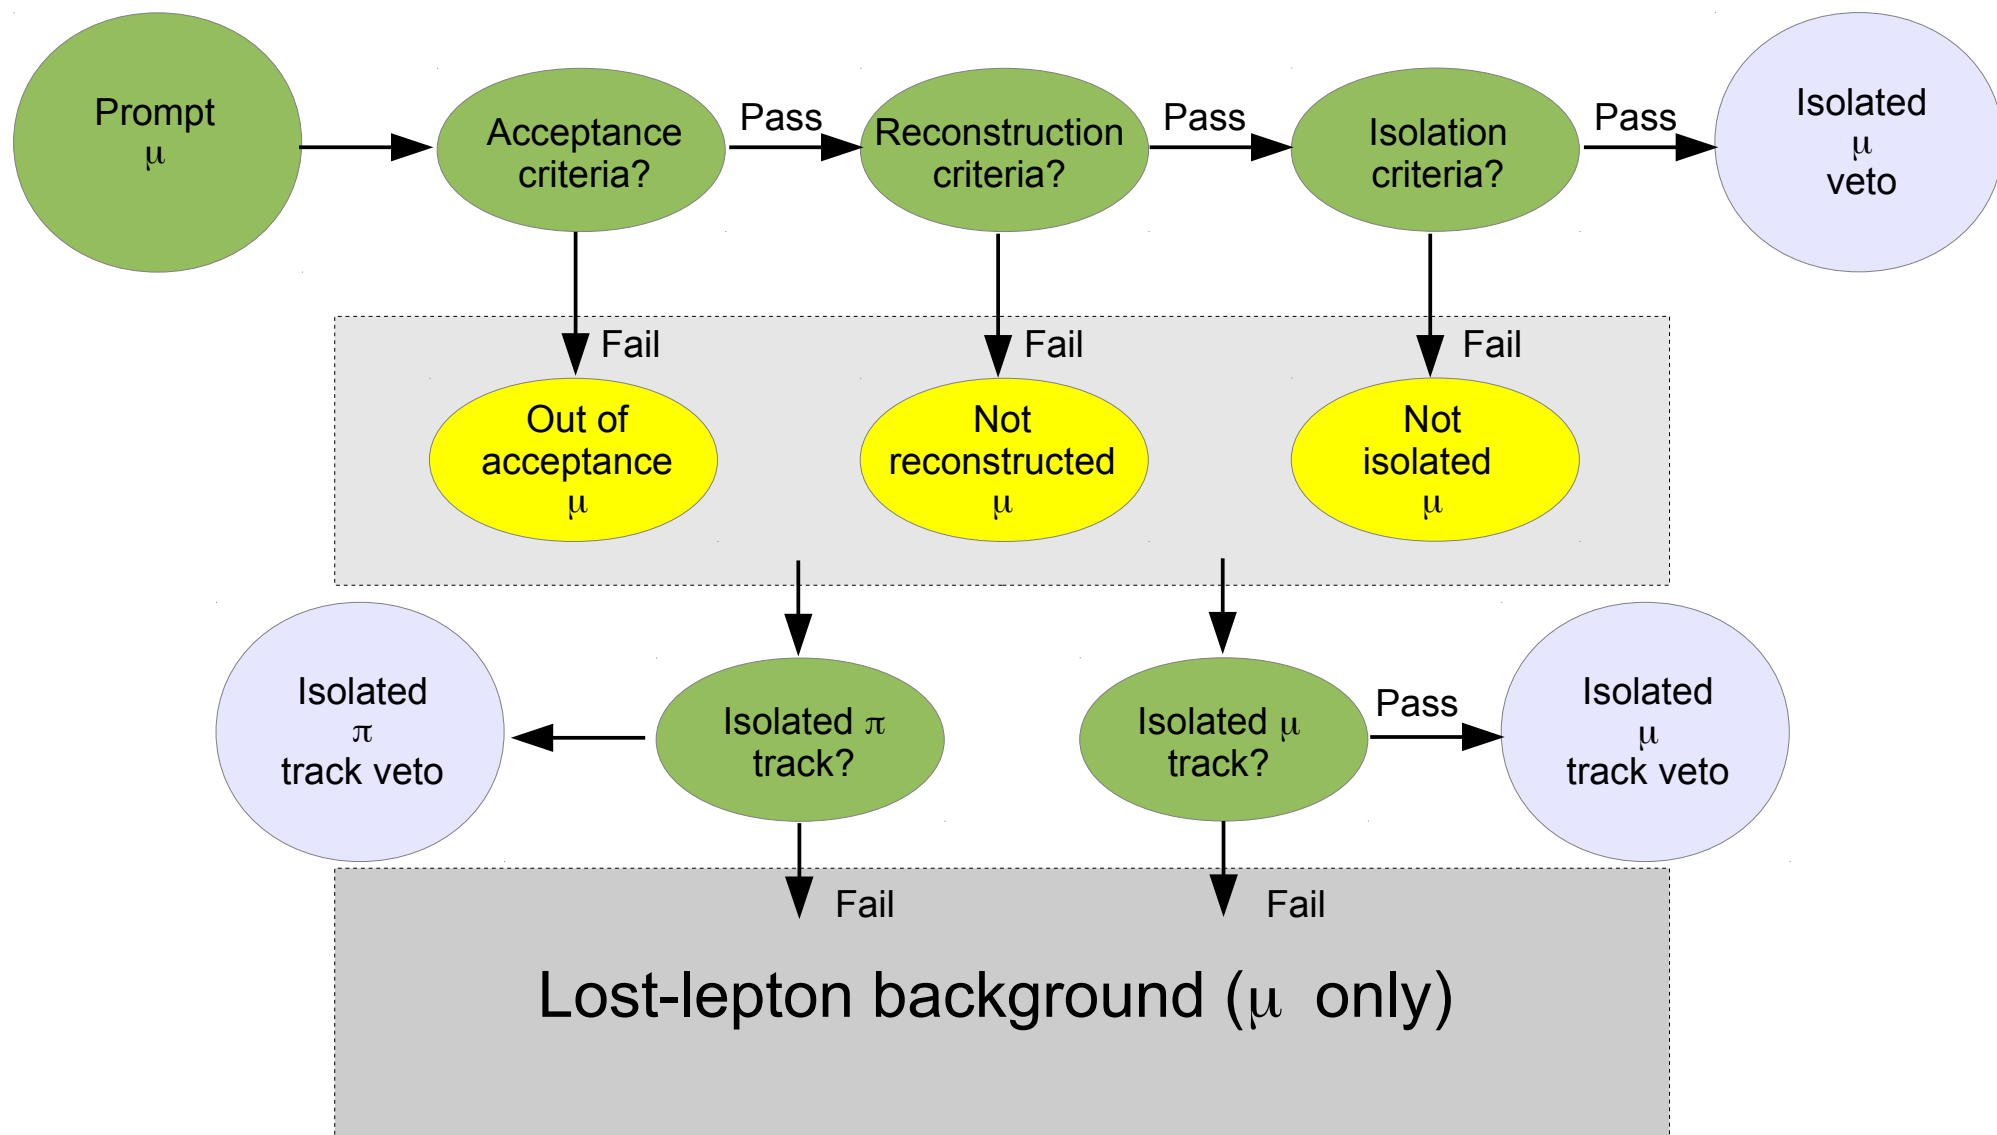 Prompt
μ
Acceptance
criteria?
Pass
Reconstruction
criteria?
Pass
Isolation
criteria?
Pass
Isolated
μ
veto
Fail
Fail
Fail
Out of
acceptance
μ
Not
reconstructed
μ
Not
isolated
μ
Isolated
π
track veto
Isolated π
track?
Isolated μ
track?
Pass
Isolated
μ
track veto
Fail
Fail
Lost-lepton background (μ only)